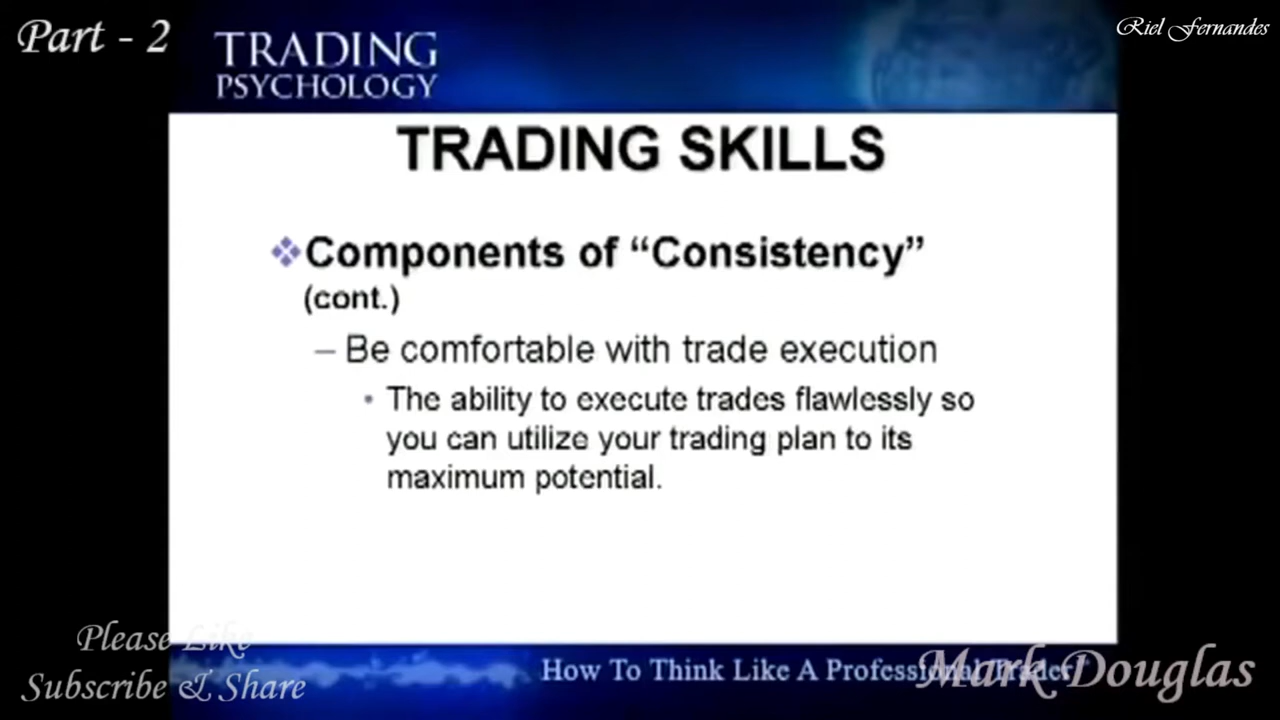 Part - 2
Riel Fernandes
TRADING
PSYCHOLOGY
TRADING SKILLS
Components of “Consistency”
(cont.)
– Be comfortable with trade execution
• The ability to execute trades flawlessly so
you can utilize your trading plan to its
maximum potential.
Please Like
Subscribe & Share
How To Think Like A Professional Trader
Mark Douglas